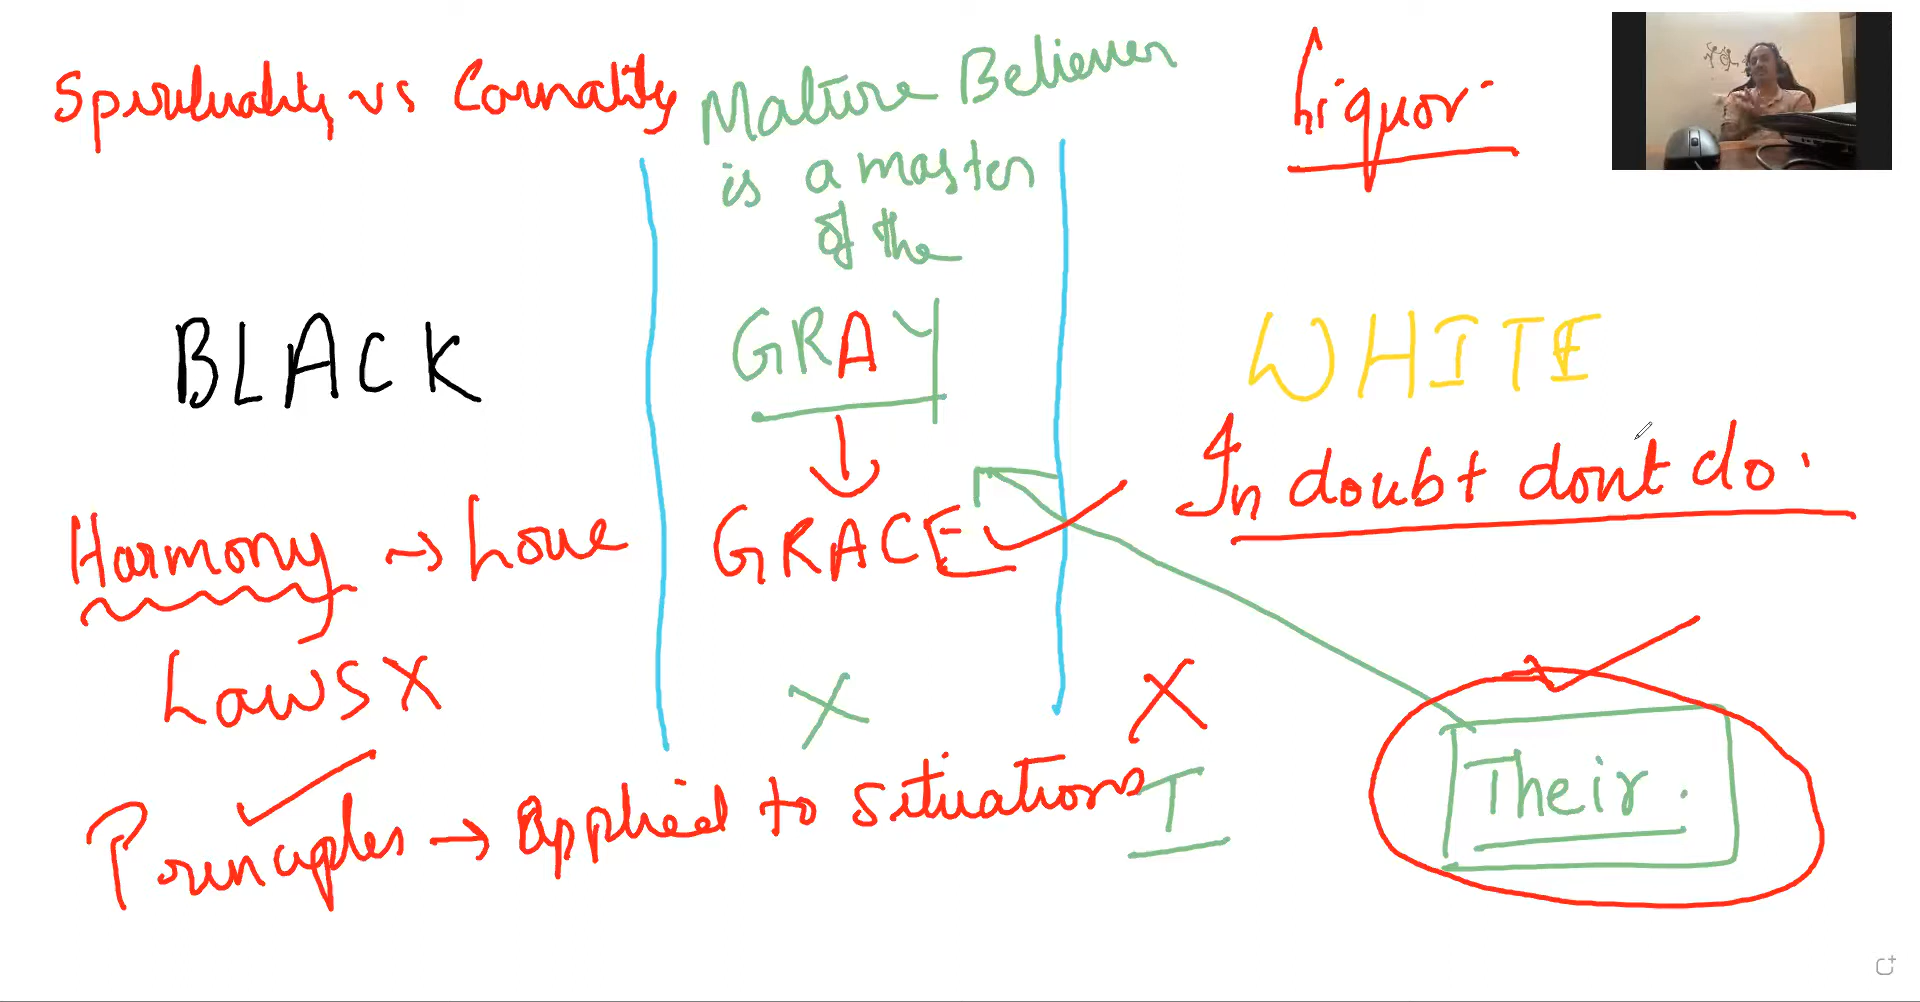 Spirituality vs Carnality
Mature Believer
is a master
of the
Liquor.
BLACK
GRAY
WHITE
In doubt dont do.
Harmony → Love
GRACE
Laws X
X
X
Principles → applied to situations
I
Their.